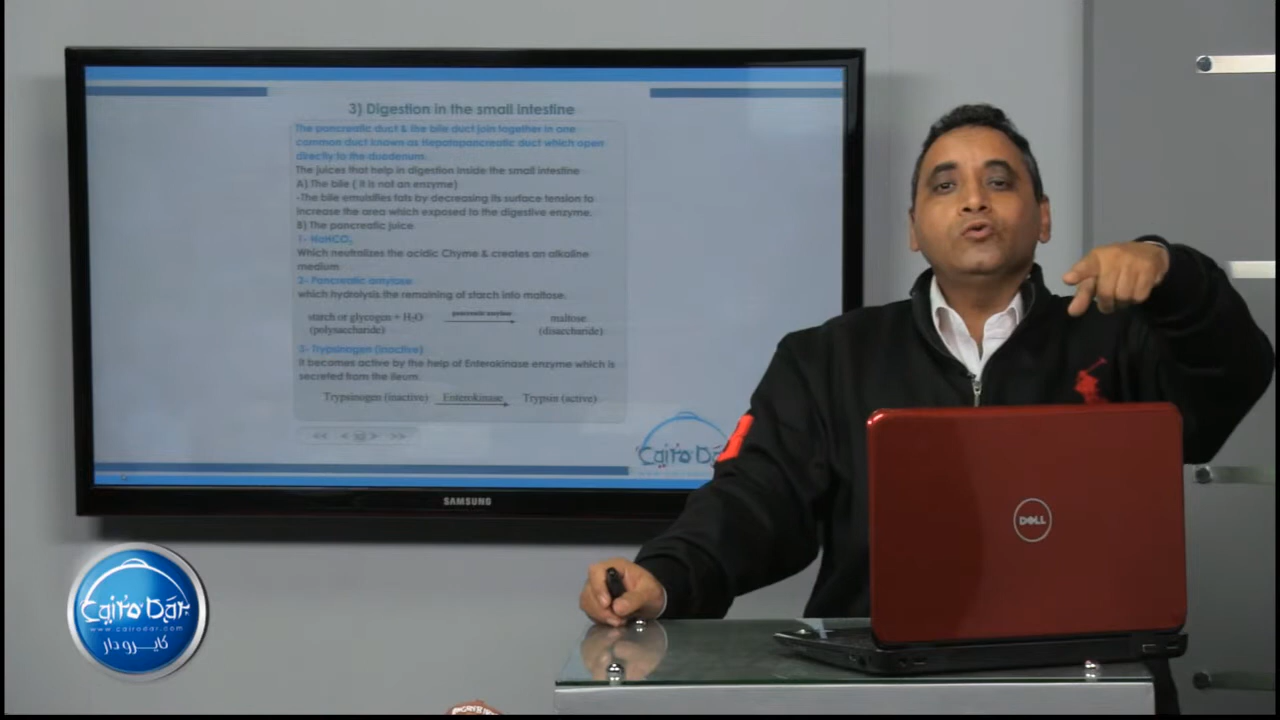 3) Digestion in the small intestine
The pancreatic duct & the bile duct join together in one
common duct known as Hepatopancreatic duct which open
directly to the duodenum.
The juices that help in digestion inside the small intestine
A) The bile ( it is not an enzyme)
-The bile emulsifies fats by decreasing its surface tension to
increase the area which exposed to the digestive enzyme.
B) The pancreatic juice
1- NaHCO3
Which neutralizes the acidic Chyme & creates an alkaline
medium
2- Pancreatic amylase
which hydrolysis the remaining of starch into maltose.
pancreatic amylase
starch or glycogen + H2O maltose
(polysaccharide) (disaccharide)
3- Trypsinogen (inactive)
It becomes active by the help of Enterokinase enzyme which is
secreted from the ileum.
Trypsinogen (inactive) Enterokinase Trypsin (active)
Cairo Dar
SAMSUNG
DELL
Cairo Dar
www.cairodar.com
كايرو دار